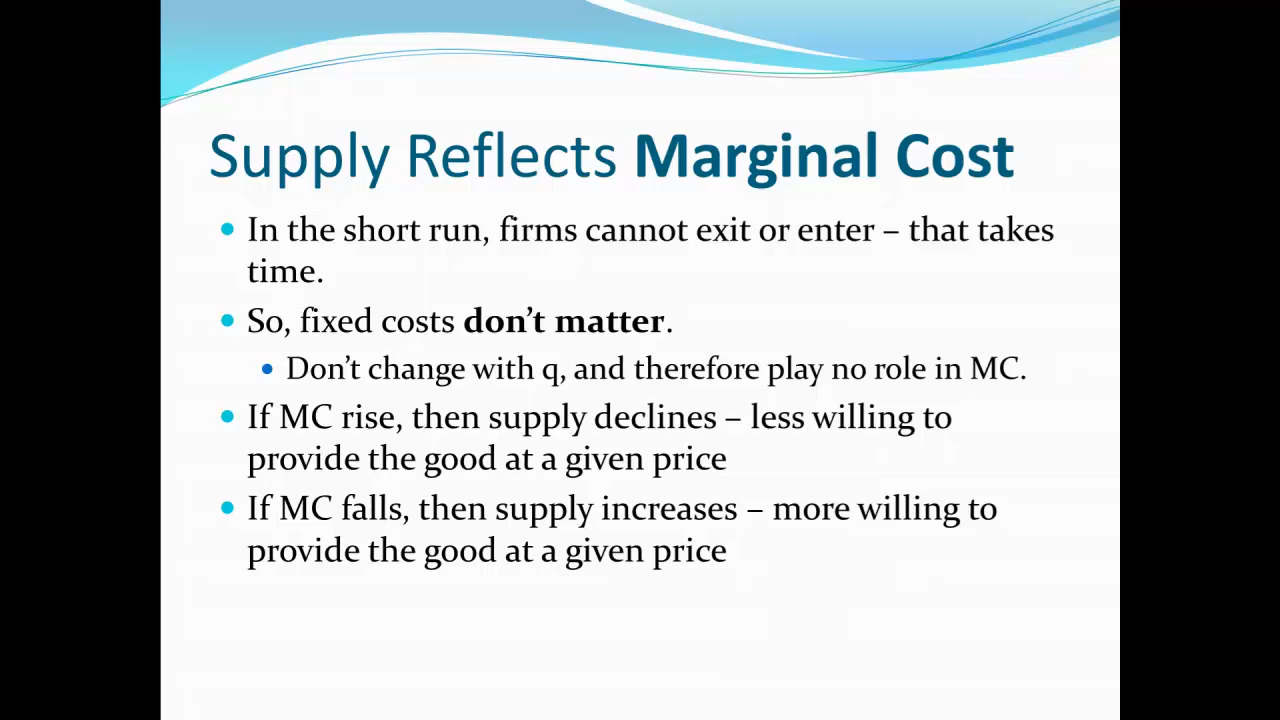 Supply Reflects Marginal Cost
• In the short run, firms cannot exit or enter – that takes
time.
• So, fixed costs don’t matter.
• Don’t change with q, and therefore play no role in MC.
• If MC rise, then supply declines – less willing to
provide the good at a given price
• If MC falls, then supply increases – more willing to
provide the good at a given price